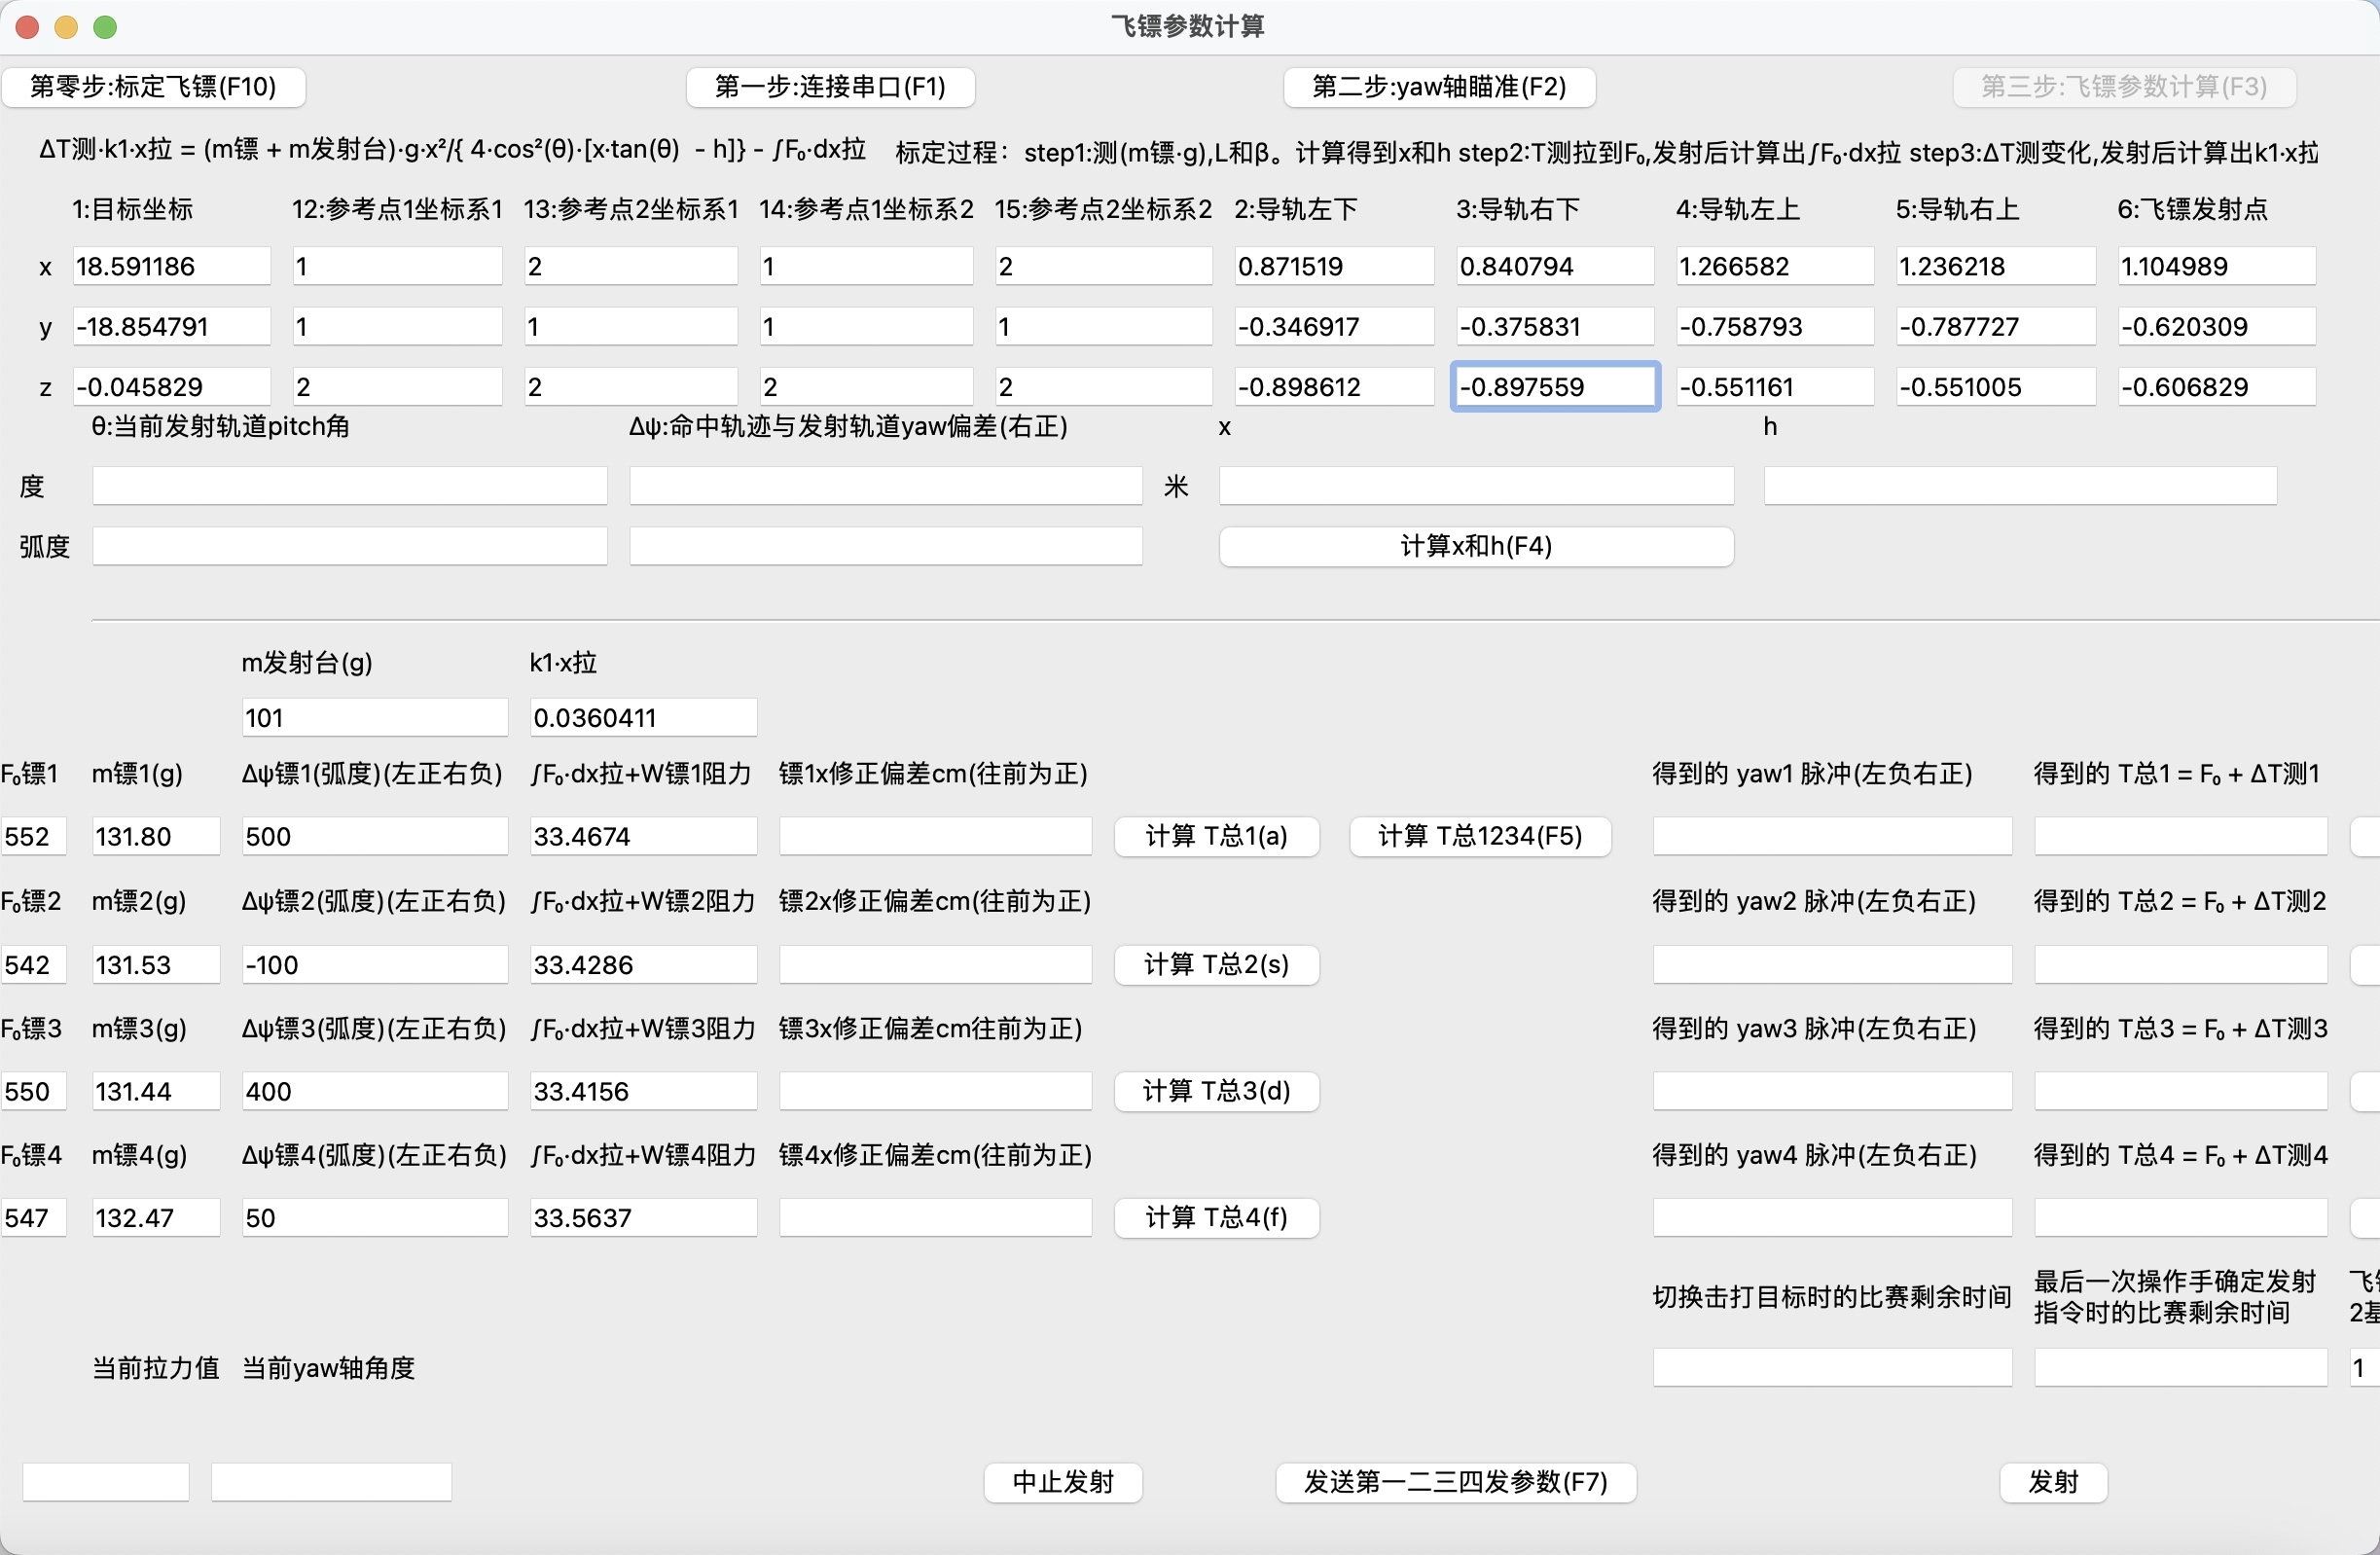 飞镖参数计算
第零步:标定飞镖(F10) 第一步:连接串口(F1) 第二步:yaw轴瞄准(F2) 第三步:飞镖参数计算(F3)
ΔT测·k1·x拉 = (m镖 + m发射台)·g·x²/{ 4·cos²(θ)·[x·tan(θ) - h]} - ∫F₀·dx拉 标定过程：step1:测(m镖·g),L和β。计算得到x和h step2:T测拉到F₀,发射后计算出∫F₀·dx拉 step3:ΔT测变化,发射后计算出k1·x拉
1:目标坐标 12:参考点1坐标系1 13:参考点2坐标系1 14:参考点1坐标系2 15:参考点2坐标系2 2:导轨左下 3:导轨右下 4:导轨左上 5:导轨右上 6:飞镖发射点
x 18.591186 1 2 1 2 0.871519 0.840794 1.266582 1.236218 1.104989
y -18.854791 1 1 1 1 -0.346917 -0.375831 -0.758793 -0.787727 -0.620309
z -0.045829 2 2 2 2 -0.898612 -0.897559 -0.551161 -0.551005 -0.606829
θ:当前发射轨道pitch角 Δψ:命中轨迹与发射轨道yaw偏差(右正) x h
度 米
弧度 计算x和h(F4)
m发射台(g) k1·x拉
101 0.0360411
F₀镖1 m镖1(g) Δψ镖1(弧度)(左正右负) ∫F₀·dx拉+W镖1阻力 镖1x修正偏差cm(往前为正) 得到的 yaw1 脉冲(左负右正) 得到的 T总1 = F₀ + ΔT测1
552 131.80 500 33.4674 计算 T总1(a) 计算 T总1234(F5)
F₀镖2 m镖2(g) Δψ镖2(弧度)(左正右负) ∫F₀·dx拉+W镖2阻力 镖2x修正偏差cm(往前为正) 得到的 yaw2 脉冲(左负右正) 得到的 T总2 = F₀ + ΔT测2
542 131.53 -100 33.4286 计算 T总2(s)
F₀镖3 m镖3(g) Δψ镖3(弧度)(左正右负) ∫F₀·dx拉+W镖3阻力 镖3x修正偏差cm往前为正) 得到的 yaw3 脉冲(左负右正) 得到的 T总3 = F₀ + ΔT测3
550 131.44 400 33.4156 计算 T总3(d)
F₀镖4 m镖4(g) Δψ镖4(弧度)(左正右负) ∫F₀·dx拉+W镖4阻力 镖4x修正偏差cm(往前为正) 得到的 yaw4 脉冲(左负右正) 得到的 T总4 = F₀ + ΔT测4
547 132.47 50 33.5637 计算 T总4(f)
切换击打目标时的比赛剩余时间 最后一次操作手确定发射
指令时的比赛剩余时间
当前拉力值 当前yaw轴角度 1
中止发射 发送第一二三四发参数(F7) 发射